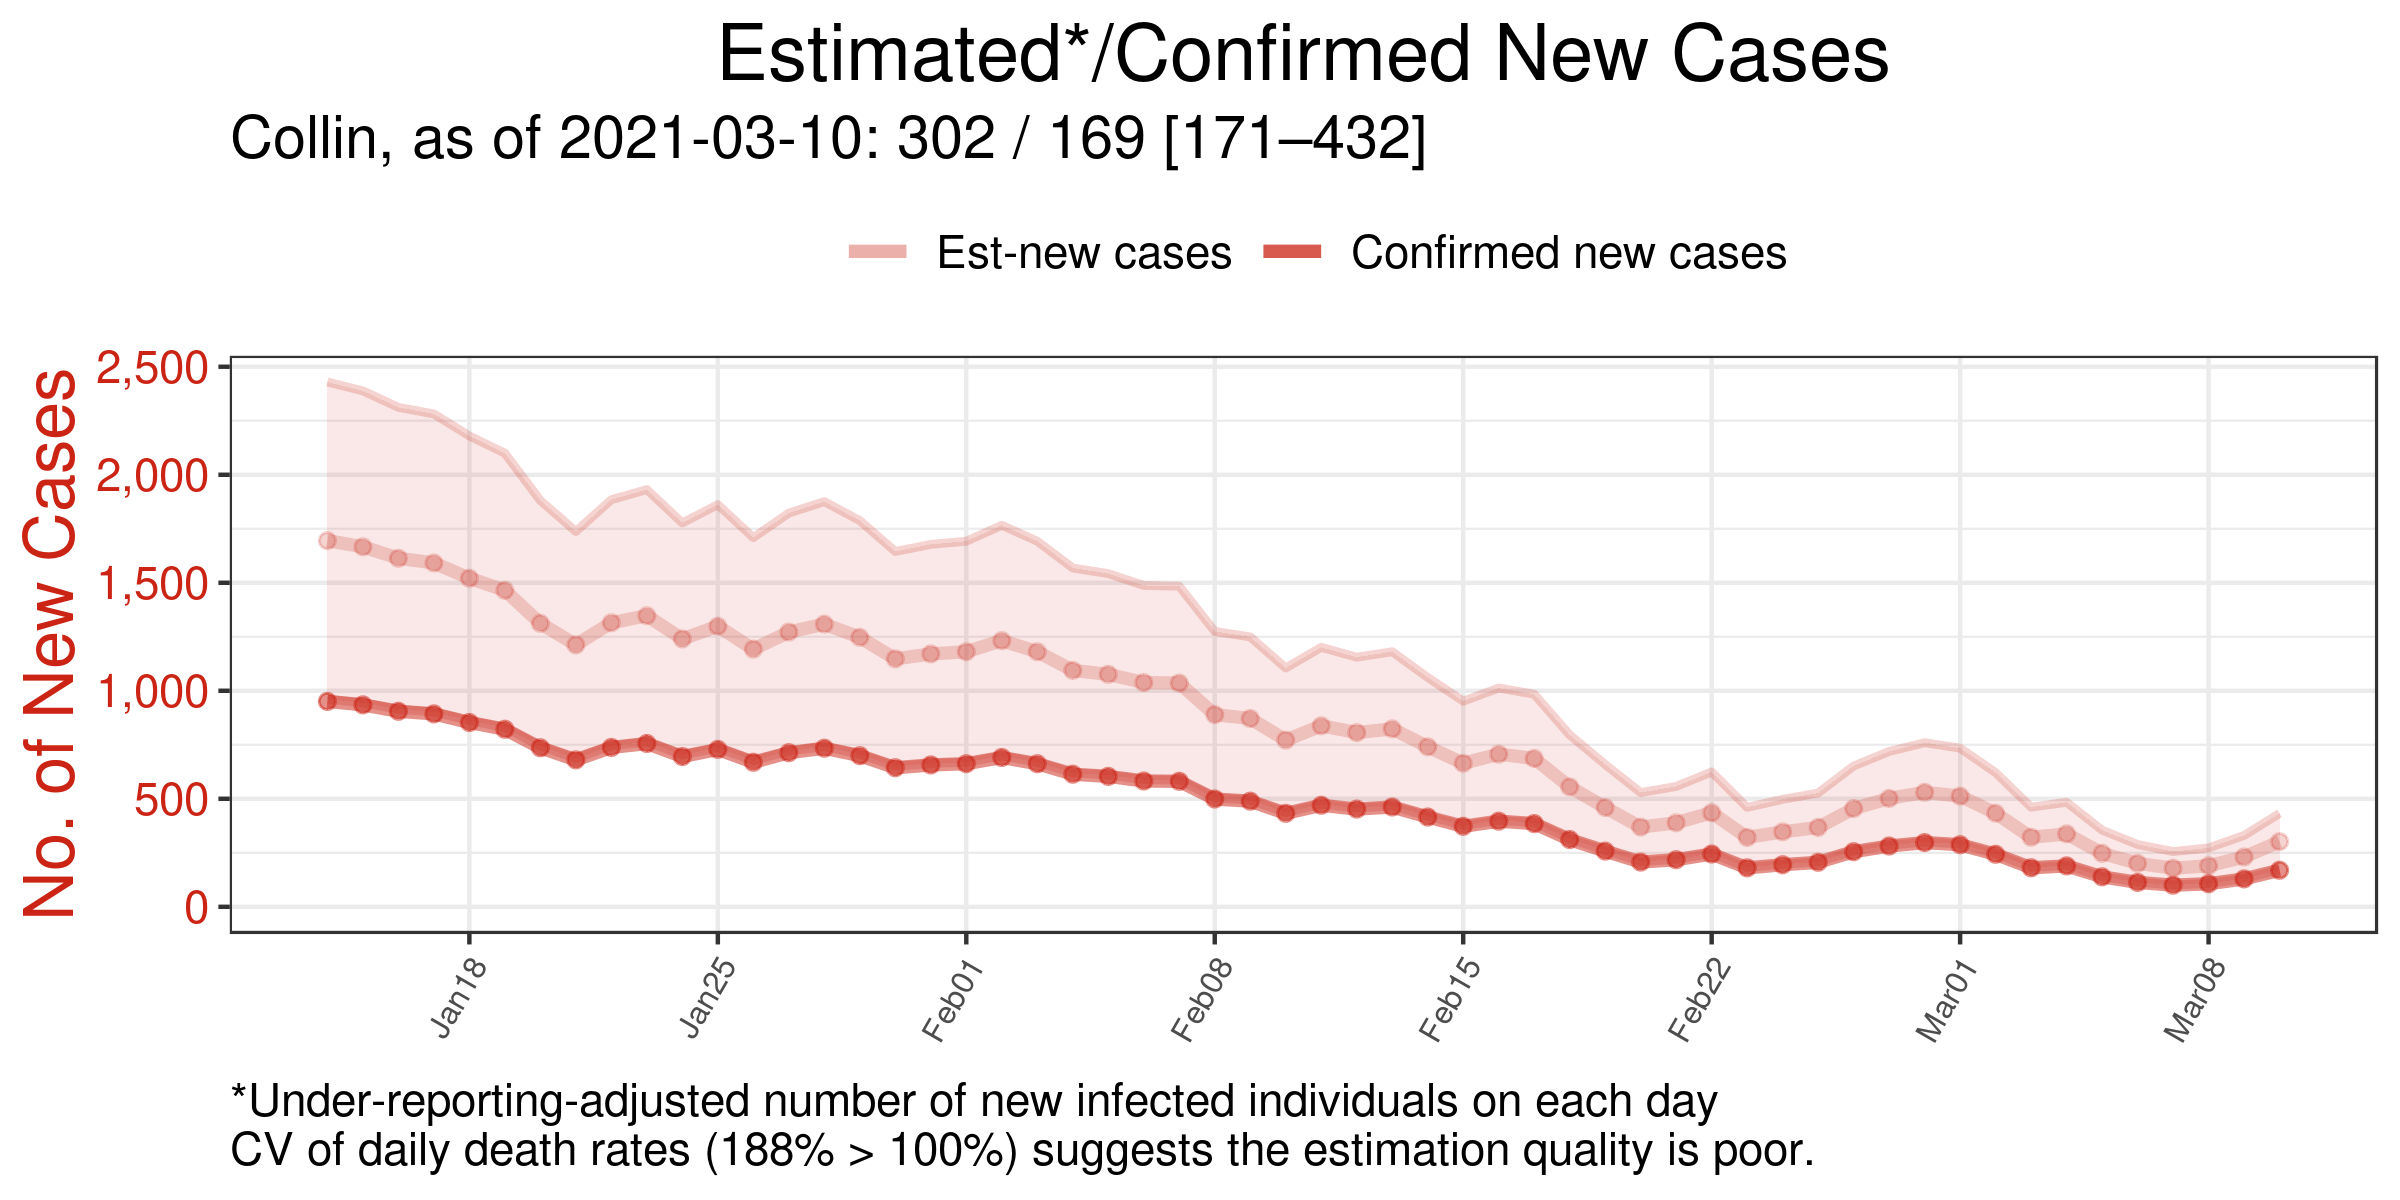 Estimated*/Confirmed New Cases
Collin, as of 2021-03-10: 302 / 169 [171–432]
Est-new cases
Confirmed new cases
No. of New Cases
2,500
2,000
1,500
1,000
500
0
Jan18
Jan25
Feb01
Feb08
Feb15
Feb22
Mar01
Mar08
*Under-reporting-adjusted number of new infected individuals on each day
CV of daily death rates (188% > 100%) suggests the estimation quality is poor.